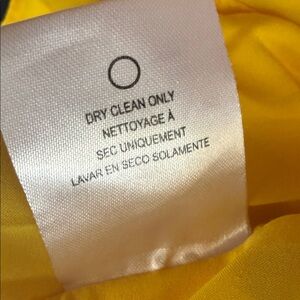 DRY CLEAN ONLY
NETTOYAGE À
SEC UNIQUEMENT
LAVAR EN SECO SOLAMENTE